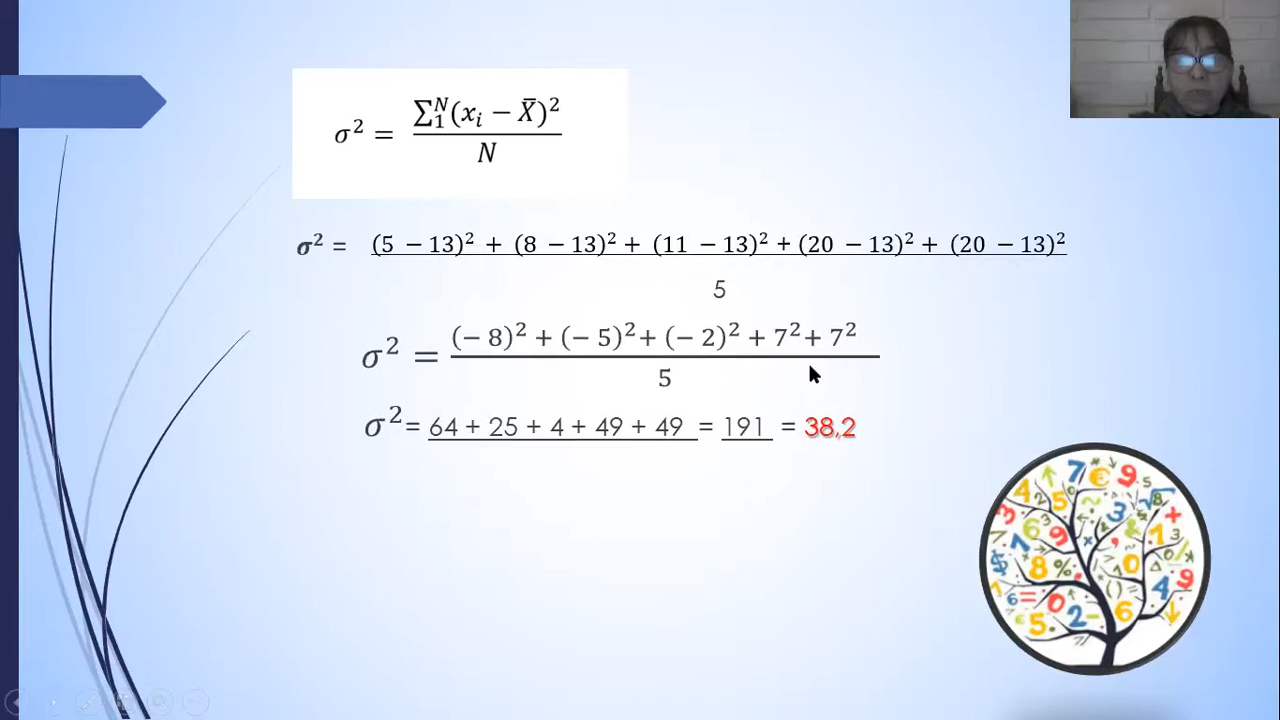 σ² = ∑₁ᴺ(xᵢ − X̄)²
N
σ² = (5 − 13)² + (8 − 13)² + (11 − 13)² + (20 − 13)² + (20 − 13)²
5
σ² = (− 8)² + (− 5)² + (− 2)² + 7² + 7²
5
σ² = 64 + 25 + 4 + 49 + 49 = 191 = 38,2